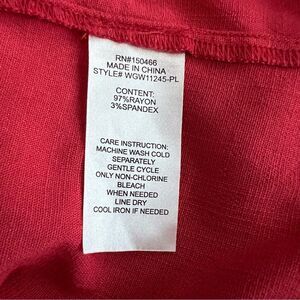 RN#150466
MADE IN CHINA
STYLE# WGW11245-PL
CONTENT:
97%RAYON
3%SPANDEX
CARE INSTRUCTION:
MACHINE WASH COLD
SEPARATELY
GENTLE CYCLE
ONLY NON-CHLORINE
BLEACH
WHEN NEEDED
LINE DRY
COOL IRON IF NEEDED